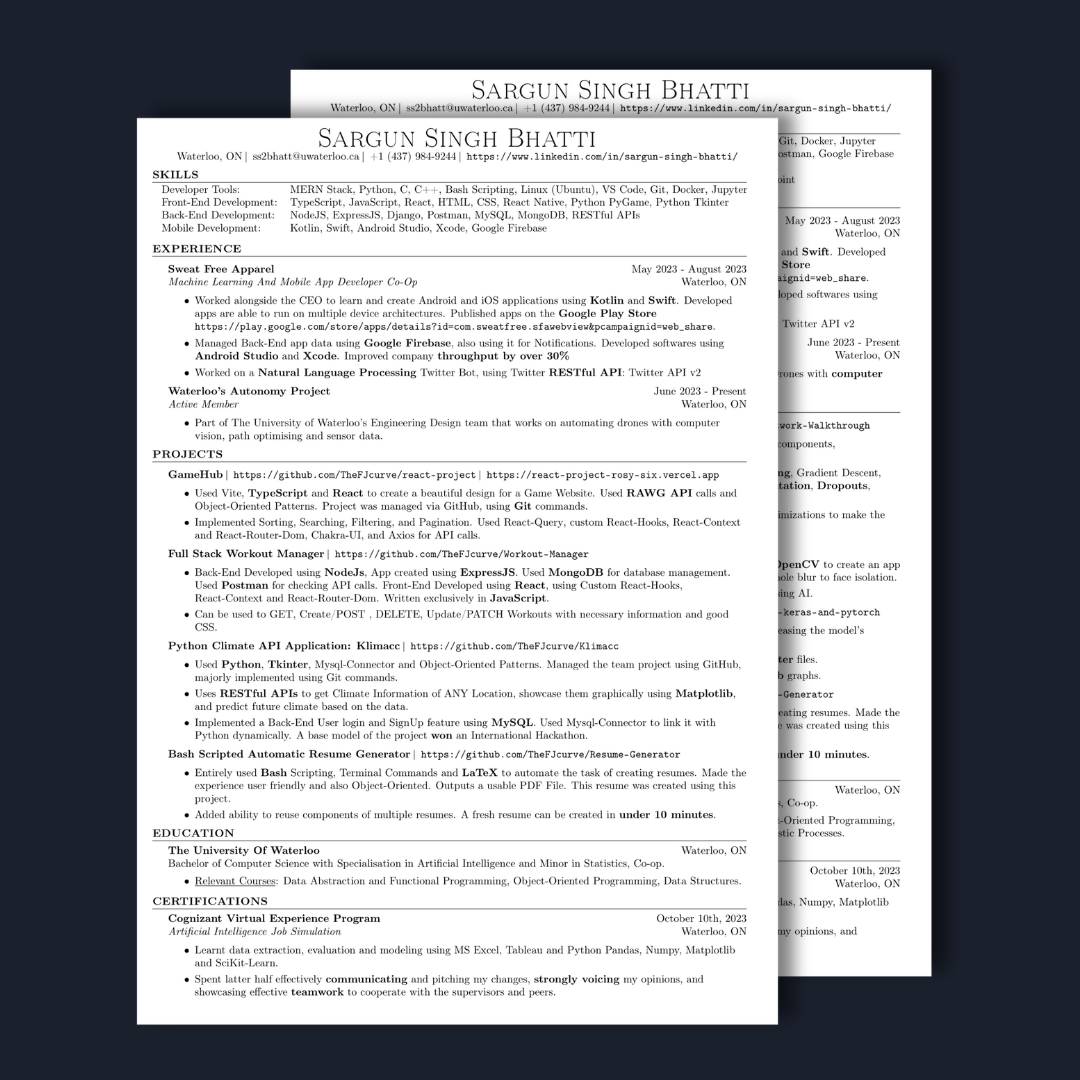 SARGUN SINGH BHATTI
Waterloo, ON | ss2bhatt@uwaterloo.ca | +1 (437) 984-9244 | https://www.linkedin.com/in/sargun-singh-bhatti/
SKILLS
Developer Tools: MERN Stack, Python, C, C++, Bash Scripting, Linux (Ubuntu), VS Code, Git, Docker, Jupyter
Front-End Development: TypeScript, JavaScript, React, HTML, CSS, React Native, Python PyGame, Python Tkinter
Back-End Development: NodeJS, ExpressJS, Django, Postman, MySQL, MongoDB, RESTful APIs
Mobile Development: Kotlin, Swift, Android Studio, Xcode, Google Firebase
EXPERIENCE
Sweat Free Apparel May 2023 - August 2023
Machine Learning And Mobile App Developer Co-Op Waterloo, ON
• Worked alongside the CEO to learn and create Android and iOS applications using Kotlin and Swift. Developed
apps are able to run on multiple device architectures. Published apps on the Google Play Store
https://play.google.com/store/apps/details?id=com.sweatfree.sfawebview&pcampaignid=web_share.
• Managed Back-End app data using Google Firebase, also using it for Notifications. Developed softwares using
Android Studio and Xcode. Improved company throughput by over 30%
• Worked on a Natural Language Processing Twitter Bot, using Twitter RESTful API: Twitter API v2
Waterloo's Autonomy Project June 2023 - Present
Active Member Waterloo, ON
• Part of The University of Waterloo's Engineering Design team that works on automating drones with computer
vision, path optimising and sensor data.
PROJECTS
GameHub | https://github.com/TheFJcurve/react-project | https://react-project-rosy-six.vercel.app
• Used Vite, TypeScript and React to create a beautiful design for a Game Website. Used RAWG API calls and
Object-Oriented Patterns. Project was managed via GitHub, using Git commands.
• Implemented Sorting, Searching, Filtering, and Pagination. Used React-Query, custom React-Hooks, React-Context
and React-Router-Dom, Chakra-UI, and Axios for API calls.
Full Stack Workout Manager | https://github.com/TheFJcurve/Workout-Manager
• Back-End Developed using NodeJs, App created using ExpressJS. Used MongoDB for database management.
Used Postman for checking API calls. Front-End Developed using React, using Custom React-Hooks,
React-Context and React-Router-Dom. Written exclusively in JavaScript.
• Can be used to GET, Create/POST , DELETE, Update/PATCH Workouts with necessary information and good
CSS.
Python Climate API Application: Klimacc | https://github.com/TheFJcurve/Klimacc
• Used Python, Tkinter, Mysql-Connector and Object-Oriented Patterns. Managed the team project using GitHub,
majorly implemented using Git commands.
• Uses RESTful APIs to get Climate Information of ANY Location, showcase them graphically using Matplotlib,
and predict future climate based on the data.
• Implemented a Back-End User login and SignUp feature using MySQL. Used Mysql-Connector to link it with
Python dynamically. A base model of the project won an International Hackathon.
Bash Scripted Automatic Resume Generator | https://github.com/TheFJcurve/Resume-Generator
• Entirely used Bash Scripting, Terminal Commands and LaTeX to automate the task of creating resumes. Made the
experience user friendly and also Object-Oriented. Outputs a usable PDF File. This resume was created using this
project.
• Added ability to reuse components of multiple resumes. A fresh resume can be created in under 10 minutes.
EDUCATION
The University Of Waterloo Waterloo, ON
Bachelor of Computer Science with Specialisation in Artificial Intelligence and Minor in Statistics, Co-op.
• Relevant Courses: Data Abstraction and Functional Programming, Object-Oriented Programming, Data Structures.
CERTIFICATIONS
Cognizant Virtual Experience Program October 10th, 2023
Artificial Intelligence Job Simulation Waterloo, ON
• Learnt data extraction, evaluation and modeling using MS Excel, Tableau and Python Pandas, Numpy, Matplotlib
and SciKit-Learn.
• Spent latter half effectively communicating and pitching my changes, strongly voicing my opinions, and
showcasing effective teamwork to cooperate with the supervisors and peers.
SARGUN SINGH BHATTI
Waterloo, ON | ss2bhatt@uwaterloo.ca | +1 (437) 984-9244 | https://www.linkedin.com/in/sargun-singh-bhatti/
Git, Docker, Jupyter
Google Firebase
May 2023 - August 2023
Waterloo, ON
and Swift. Developed
Store
web_share.
softwares using
Twitter API v2
June 2023 - Present
Waterloo, ON
drones with computer
components,
Gradient Descent,
Dropouts,
to make the
OpenCV to create an app
blur to face isolation.
using AI.
the model's
files.
graphs.
creating resumes. Made the
was created using this
under 10 minutes.
Waterloo, ON
Co-op.
Programming,
Processes.
October 10th, 2023
Waterloo, ON
Numpy, Matplotlib
my opinions, and